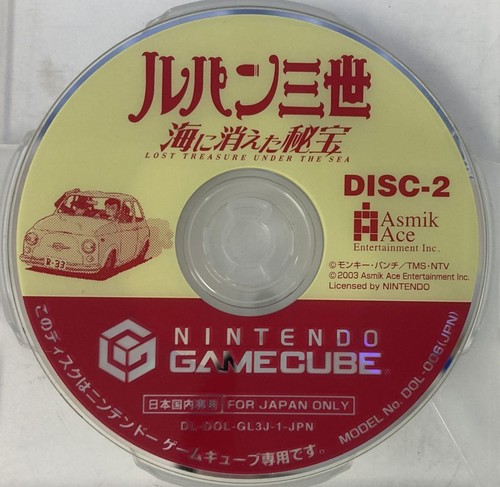 ルパン三世
海に消えた秘宝
LOST TREASURE UNDER THE SEA
DISC-2
Asmik
Ace
Entertainment Inc.
©モンキー・パンチ／TMS・NTV
©2003 Asmik Ace Entertainment Inc.
Licensed by NINTENDO
R-33
NINTENDO
GAMECUBE
日本国内専用 FOR JAPAN ONLY
DL-DOL-GL3J-1-JPN
このディスクはニンテンドー ゲームキューブ専用です。
MODEL No. DOL-006(JPN)